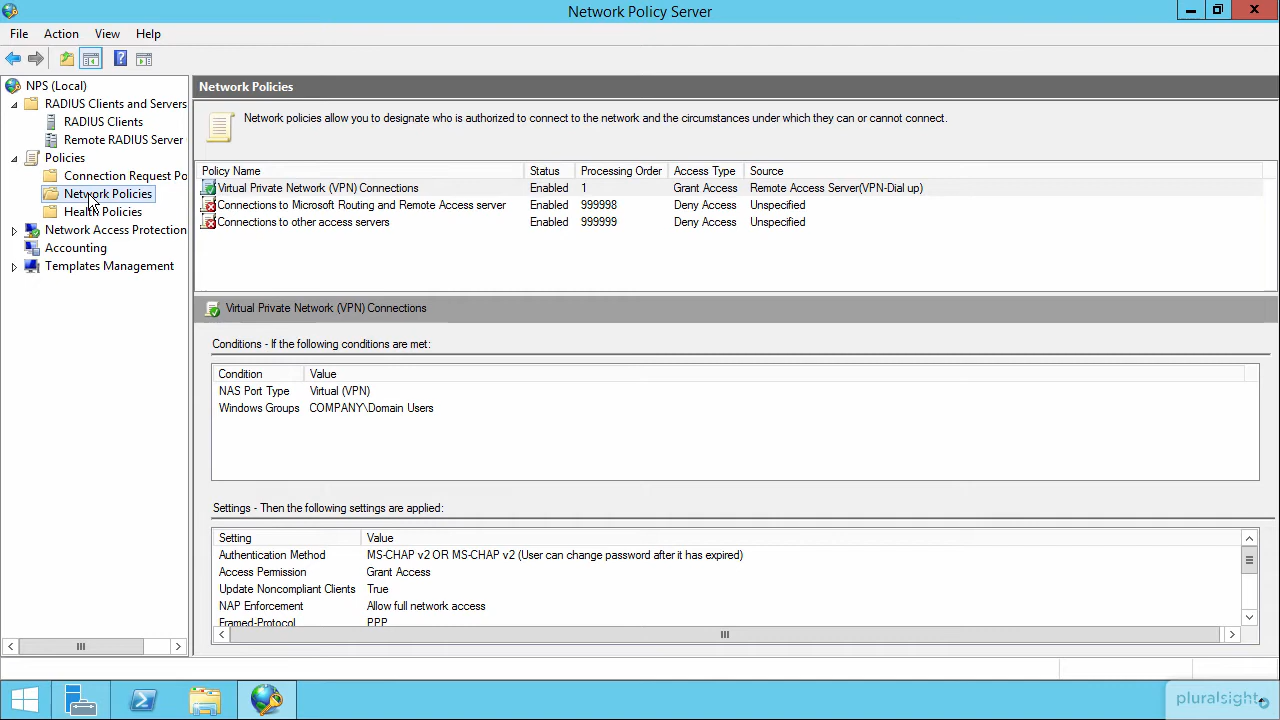 Network Policy Server
File Action View Help
NPS (Local)
RADIUS Clients and Servers
RADIUS Clients
Remote RADIUS Server
Policies
Connection Request Po
Network Policies
Health Policies
Network Access Protection
Accounting
Templates Management
Network Policies
Network policies allow you to designate who is authorized to connect to the network and the circumstances under which they can or cannot connect.
Policy Name Status Processing Order Access Type Source
Virtual Private Network (VPN) Connections Enabled 1 Grant Access Remote Access Server(VPN-Dial up)
Connections to Microsoft Routing and Remote Access server Enabled 999998 Deny Access Unspecified
Connections to other access servers Enabled 999999 Deny Access Unspecified
Virtual Private Network (VPN) Connections
Conditions - If the following conditions are met:
Condition Value
NAS Port Type Virtual (VPN)
Windows Groups COMPANY\Domain Users
Settings - Then the following settings are applied:
Setting Value
Authentication Method MS-CHAP v2 OR MS-CHAP v2 (User can change password after it has expired)
Access Permission Grant Access
Update Noncompliant Clients True
NAP Enforcement Allow full network access
Framed-Protocol PPP
pluralsight